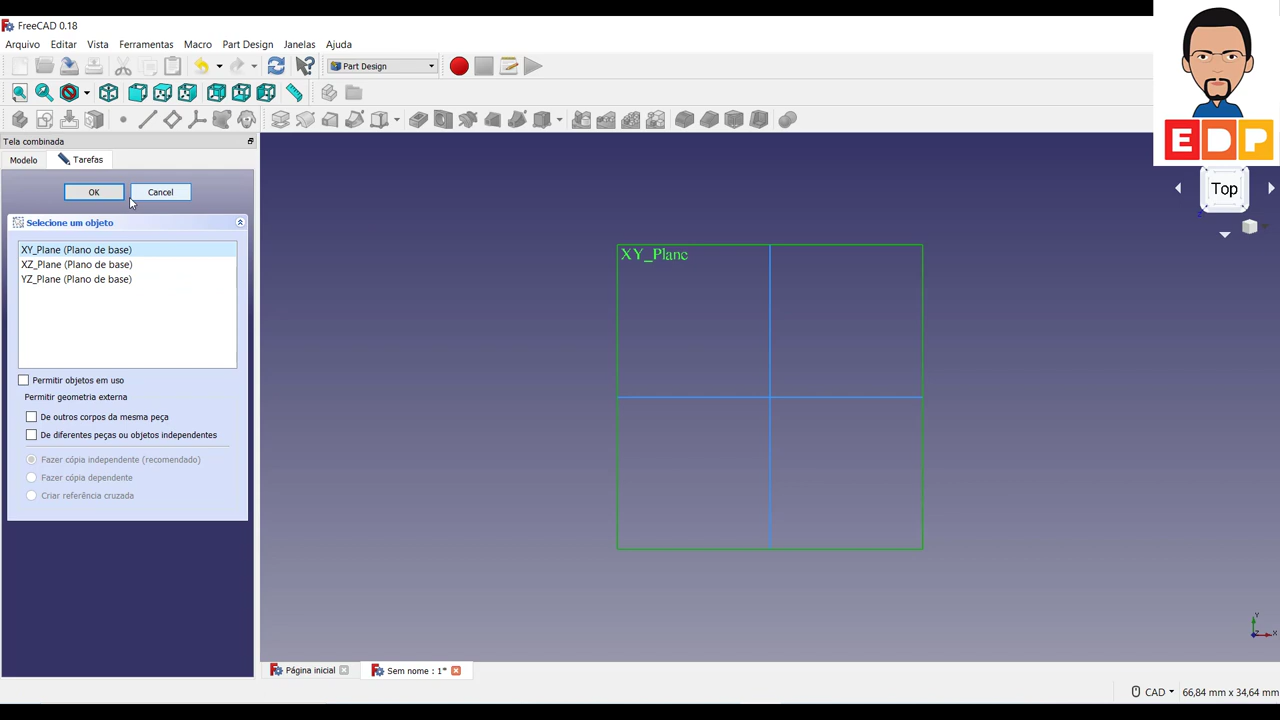 FreeCAD 0.18
Arquivo Editar Vista Ferramentas Macro Part Design Janelas Ajuda
Part Design
Tela combinada
Modelo Tarefas
OK Cancel
Selecione um objeto
XY_Plane (Plano de base)
XZ_Plane (Plano de base)
YZ_Plane (Plano de base)
Permitir objetos em uso
Permitir geometria externa
De outros corpos da mesma peça
De diferentes peças ou objetos independentes
Fazer cópia independente (recomendado)
Fazer cópia dependente
Criar referência cruzada
XY_Plane
EDP
Top
Y
X
Página inicial Sem nome : 1*
CAD 66,84 mm x 34,64 mm